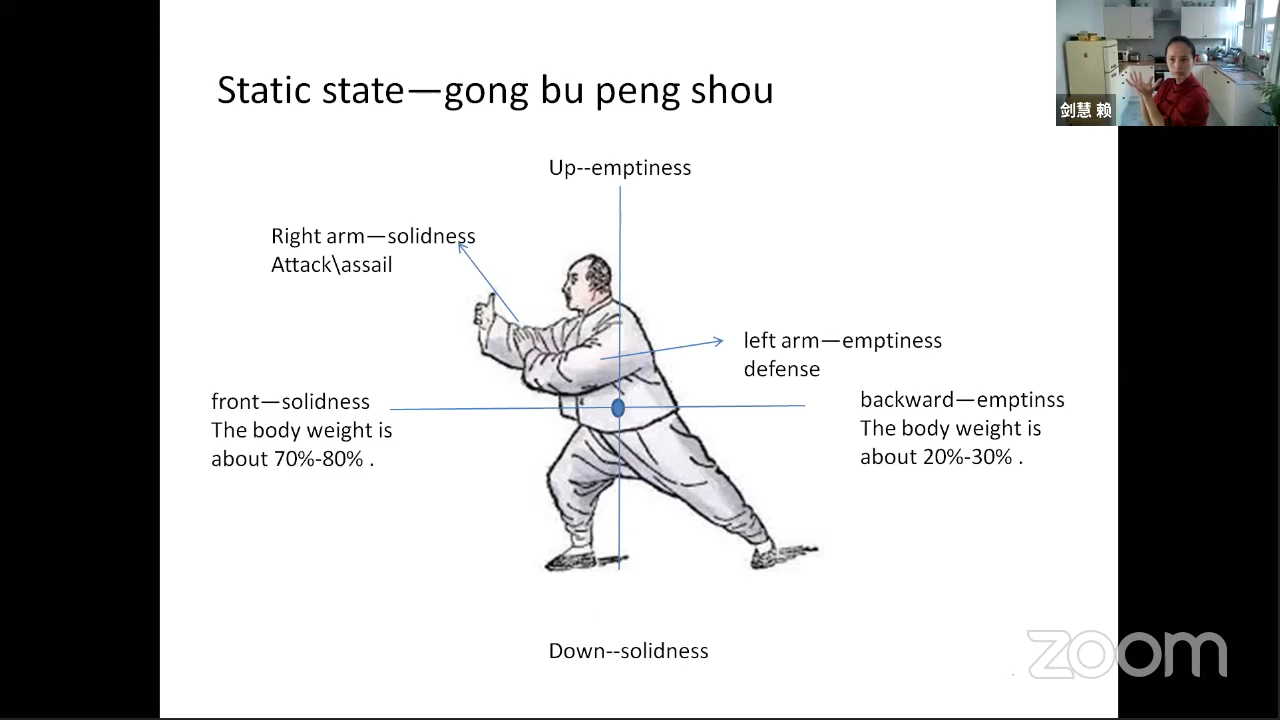 Static state—gong bu peng shou
剑慧 赖
Up--emptiness
Right arm—solidness
Attack\assail
left arm—emptiness
defense
front—solidness
The body weight is
about 70%-80% .
backward—emptinss
The body weight is
about 20%-30% .
Down--solidness
zoom